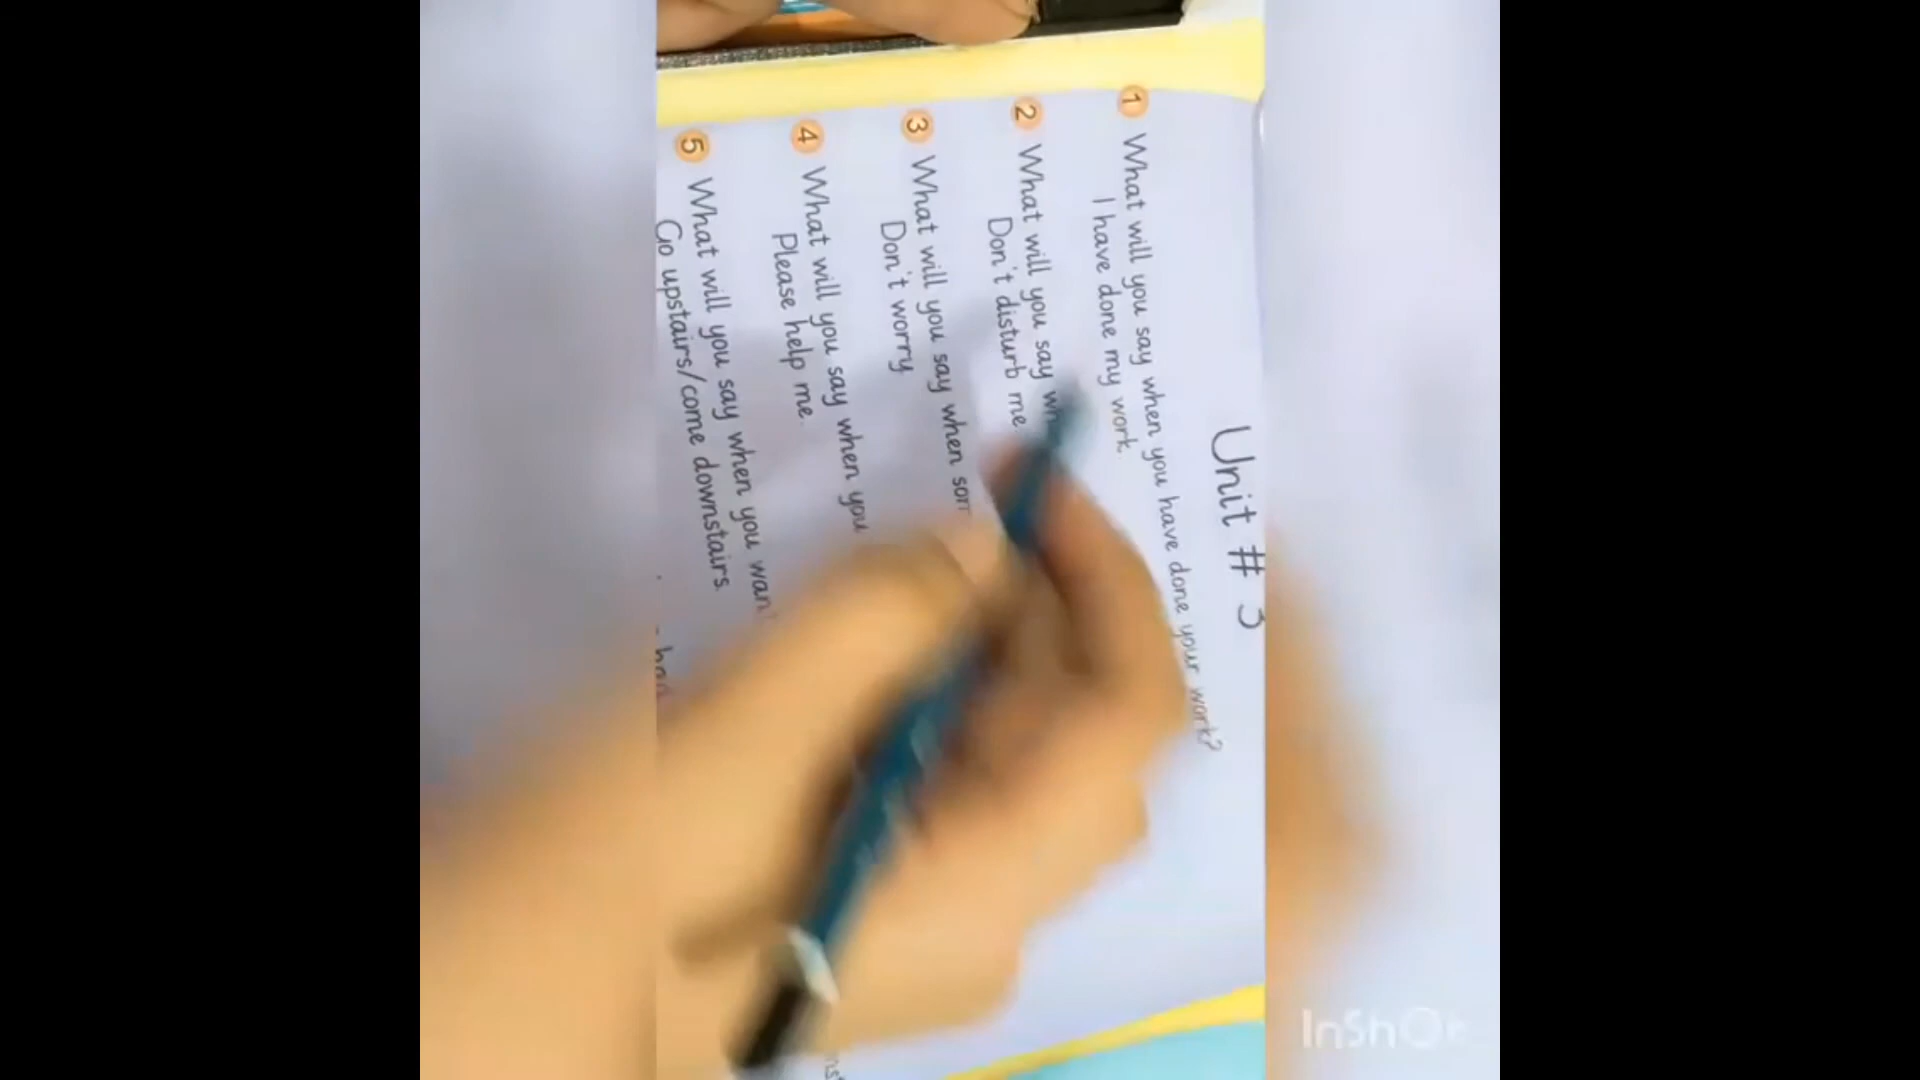 Unit # 3
1 What will you say when you have done your work?
I have done my work.
2 What will you say
Don't disturb me.
3 What will you say when
Don't worry
4 What will you say when you
Please help me.
5 What will you say when you
Go upstairs/come downstairs.
InShOt